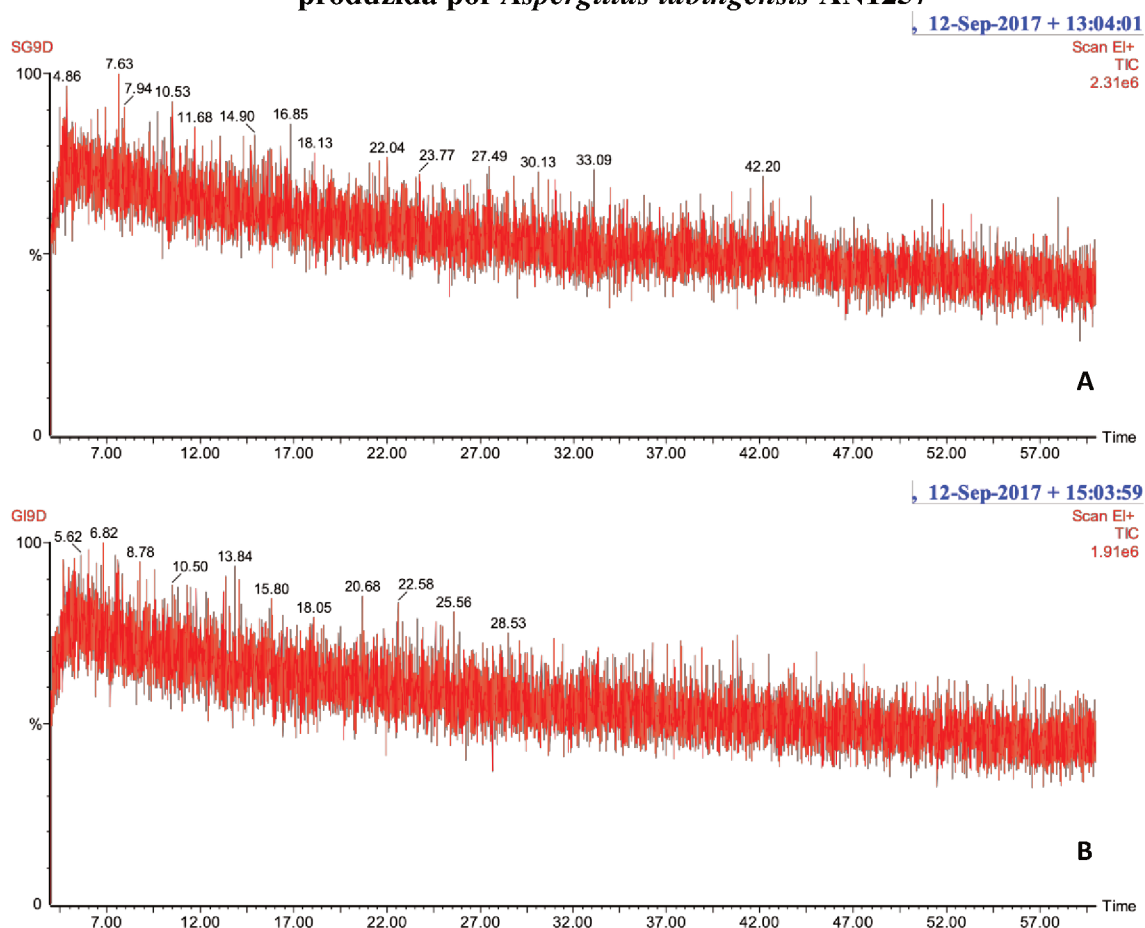 produzida por Aspergillus tubingensis AN1257
, 12-Sep-2017 + 13:04:01
SG9D
Scan EI+
TIC
2.31e6
100
4.86
7.63
7.94
10.53
11.68
14.90
16.85
18.13
22.04
23.77
27.49
30.13
33.09
42.20
%
A
0
7.00 12.00 17.00 22.00 27.00 32.00 37.00 42.00 47.00 52.00 57.00
Time
, 12-Sep-2017 + 15:03:59
GI9D
Scan EI+
TIC
1.91e6
100
5.62
6.82
8.78
10.50
13.84
15.80
18.05
20.68
22.58
25.56
28.53
%
B
0
7.00 12.00 17.00 22.00 27.00 32.00 37.00 42.00 47.00 52.00 57.00
Time